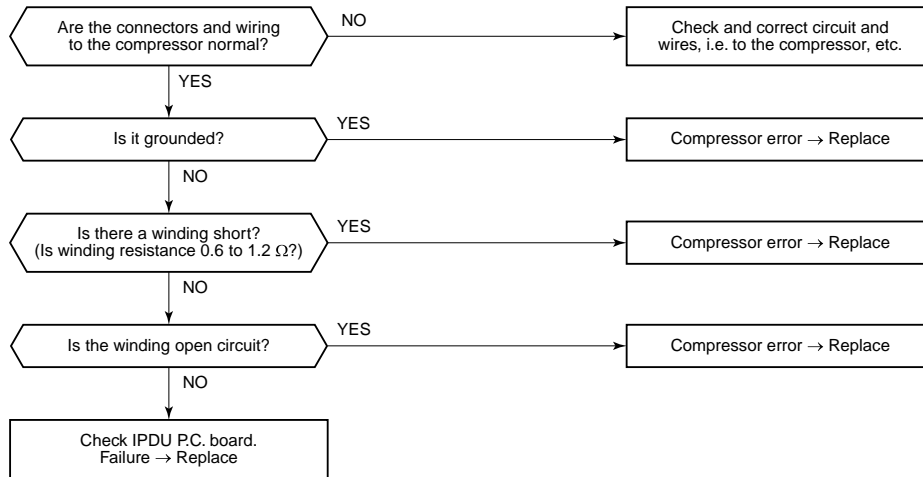 Are the connectors and wiring
to the compressor normal?
NO
Check and correct circuit and
wires, i.e. to the compressor, etc.
YES
Is it grounded?
YES
Compressor error → Replace
NO
Is there a winding short?
(Is winding resistance 0.6 to 1.2 Ω?)
YES
Compressor error → Replace
NO
Is the winding open circuit?
YES
Compressor error → Replace
NO
Check IPDU P.C. board.
Failure → Replace